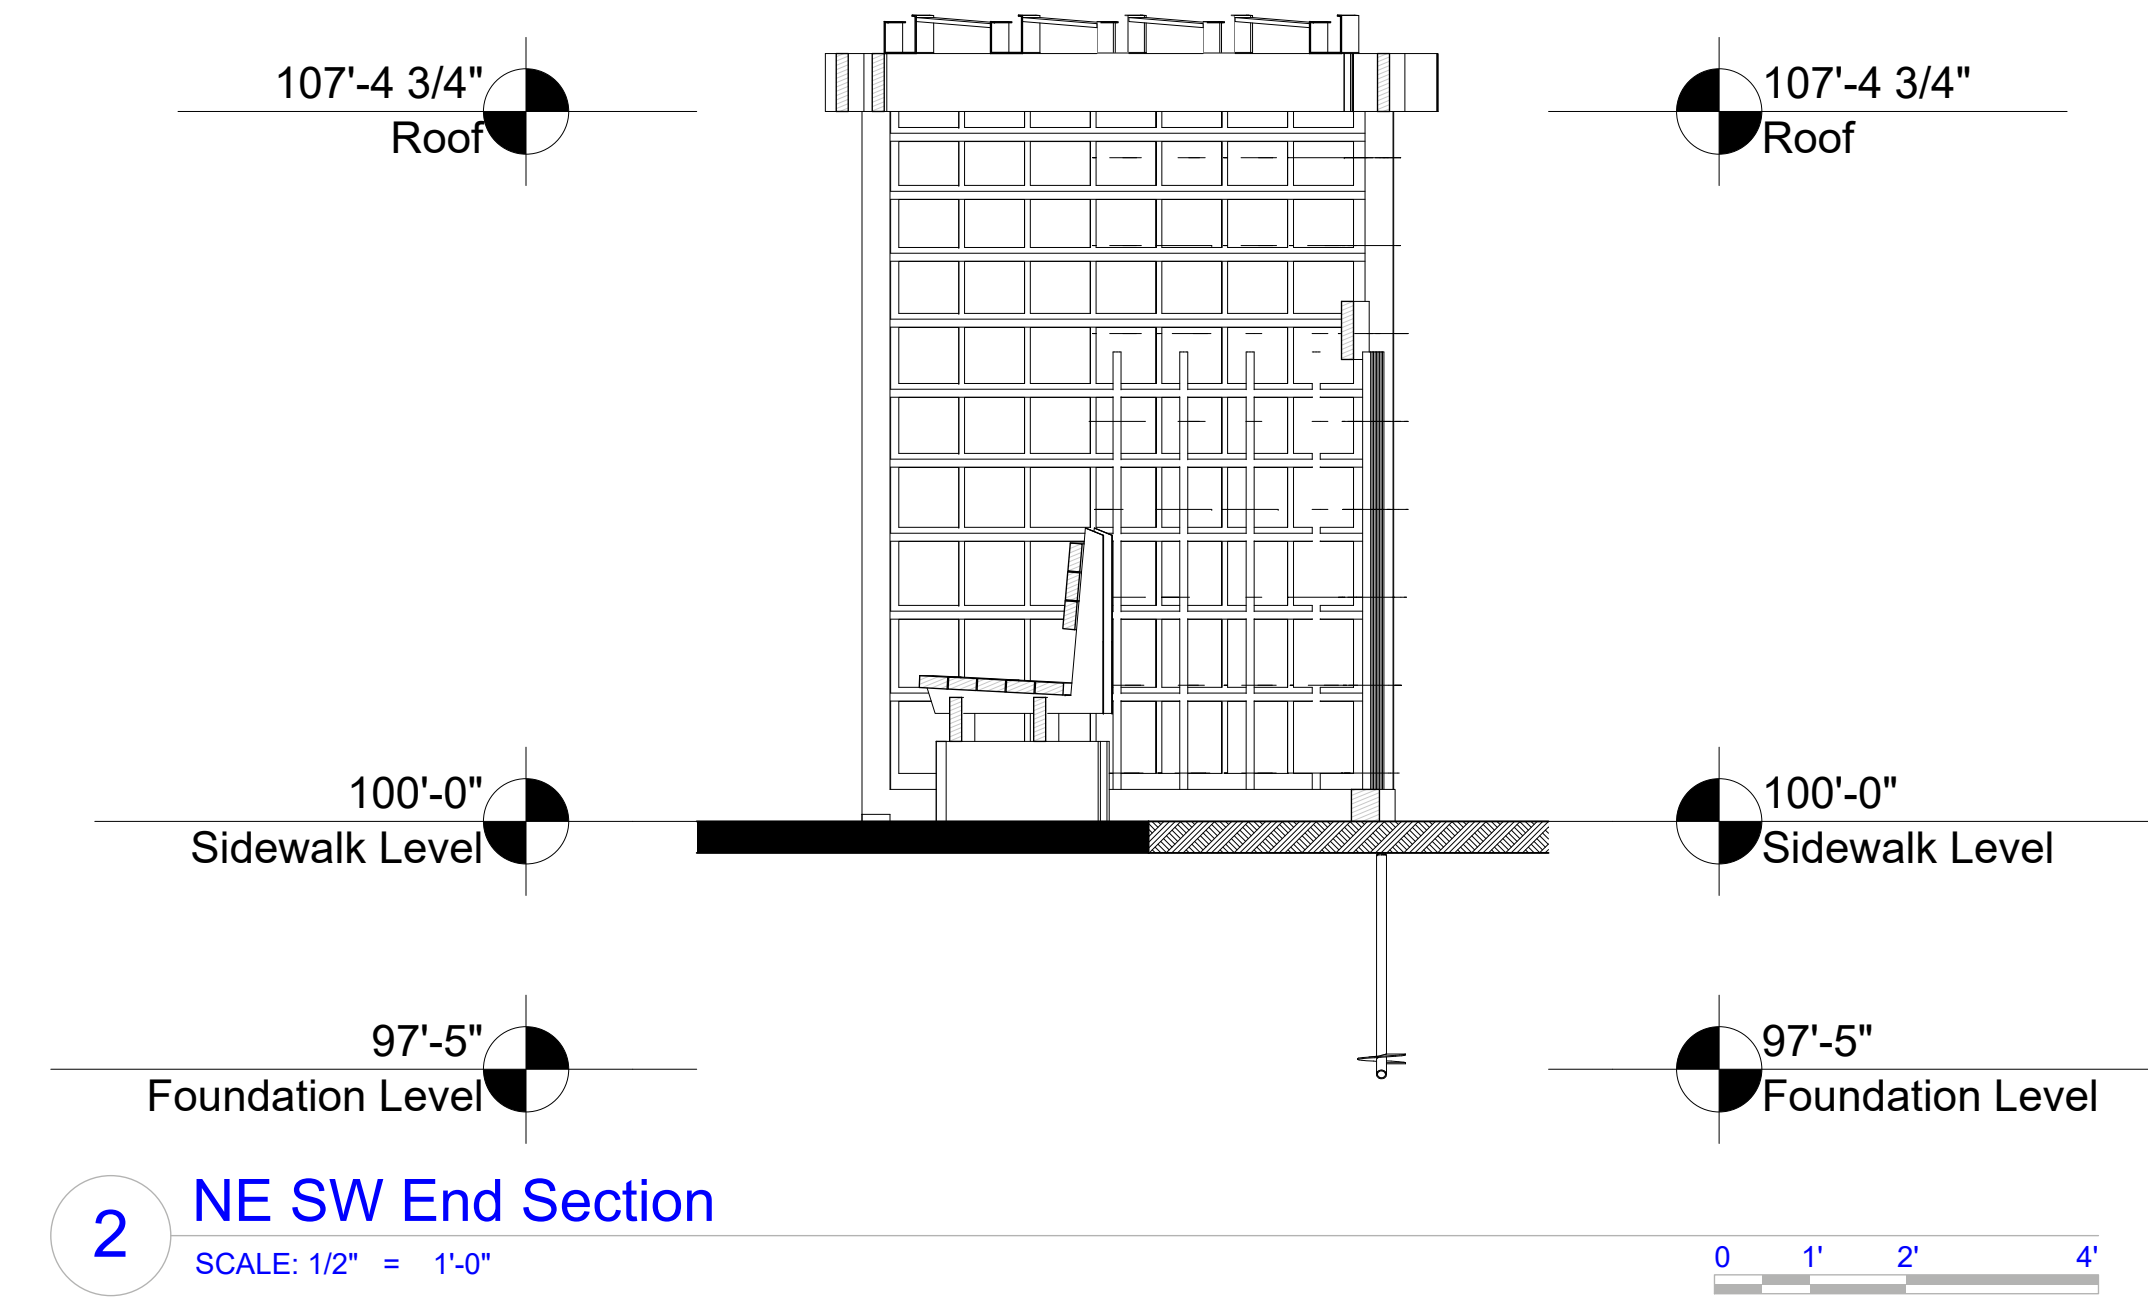 107'-4 3/4"
Roof
107'-4 3/4"
Roof
100'-0"
Sidewalk Level
100'-0"
Sidewalk Level
97'-5"
Foundation Level
97'-5"
Foundation Level
2
NE SW End Section
SCALE: 1/2" = 1'-0"
0 1' 2' 4'